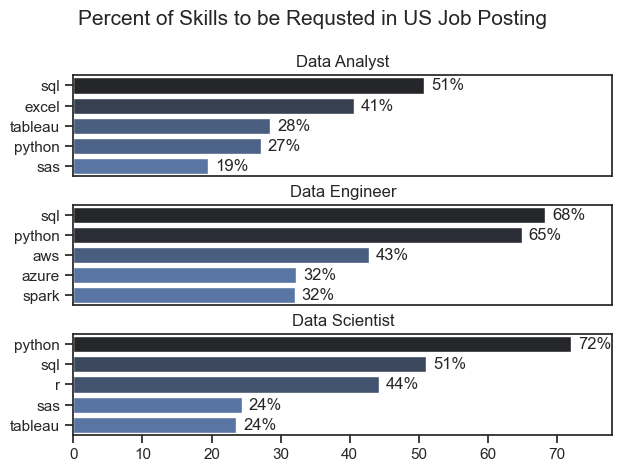 Percent of Skills to be Requsted in US Job Posting
Data Analyst
sql 51%
excel 41%
tableau 28%
python 27%
sas 19%
Data Engineer
sql 68%
python 65%
aws 43%
azure 32%
spark 32%
Data Scientist
python 72%
sql 51%
r 44%
sas 24%
tableau 24%
0 10 20 30 40 50 60 70